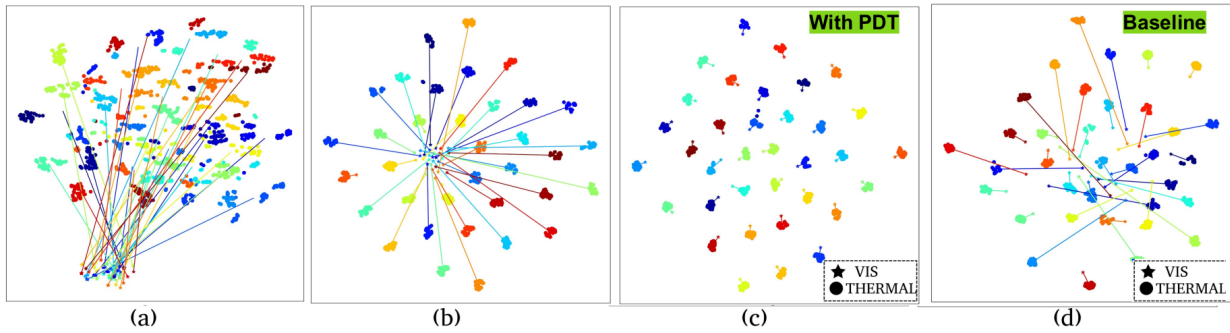 With PDT
Baseline
VIS
THERMAL
VIS
THERMAL
(a)
(b)
(c)
(d)